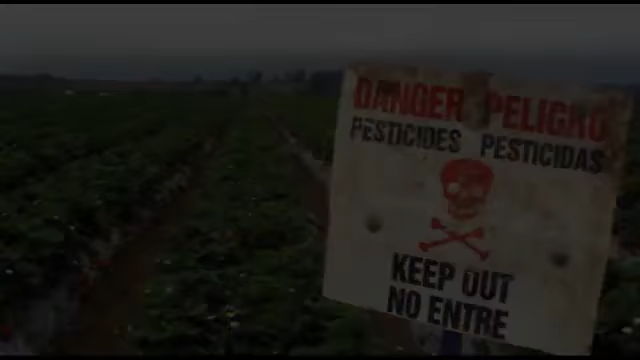 DANGER PELIGRO
PESTICIDES PESTICIDAS
KEEP OUT
NO ENTRE